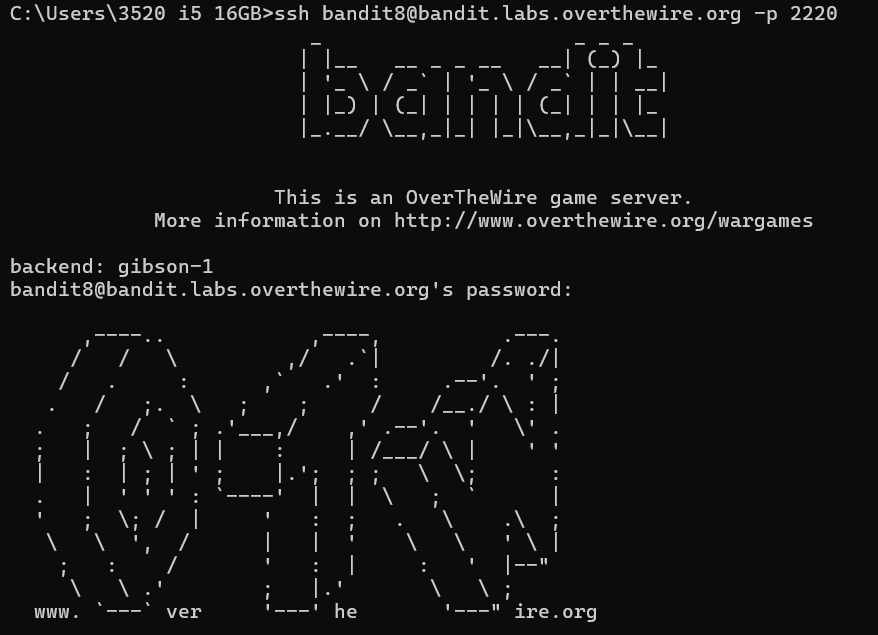 C:\Users\3520 i5 16GB>ssh bandit8@bandit.labs.overthewire.org -p 2220
bandit
This is an OverTheWire game server.
More information on http://www.overthewire.org/wargames
backend: gibson-1
bandit8@bandit.labs.overthewire.org's password:
www. ver he ire.org